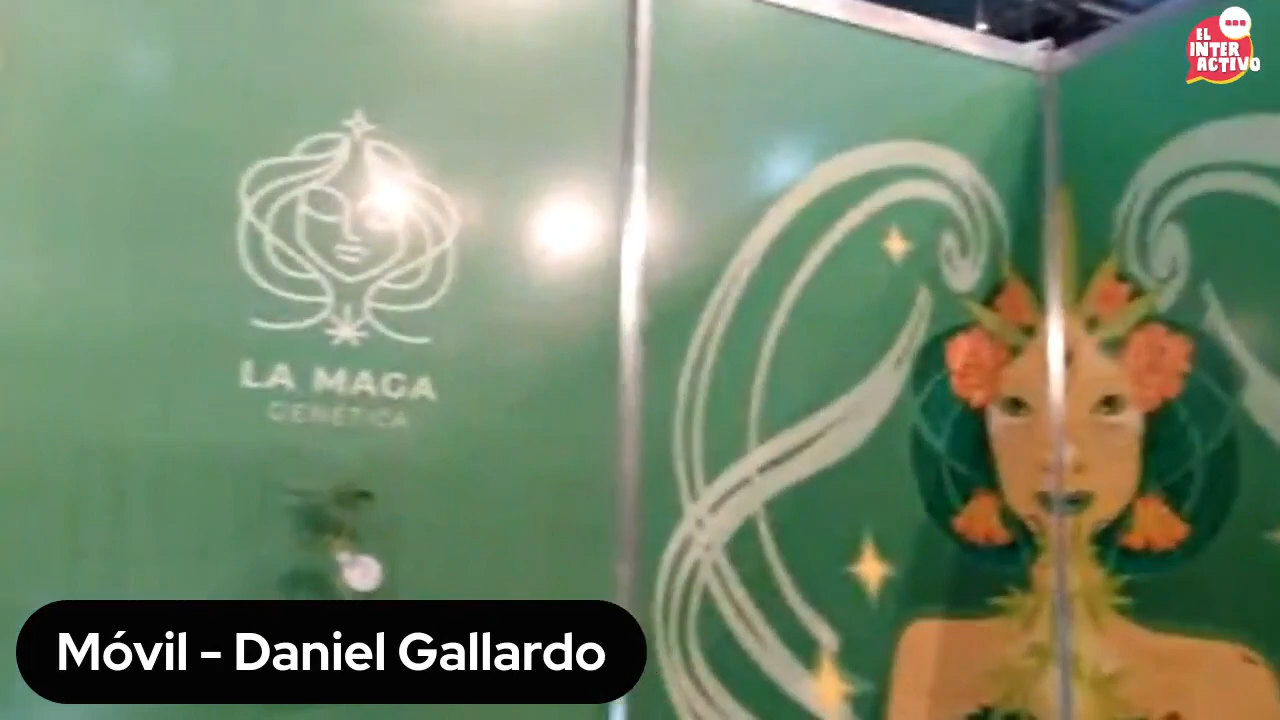 EL
INTER
ACTIVO
LA MAGA
GENÉTICA
Móvil - Daniel Gallardo